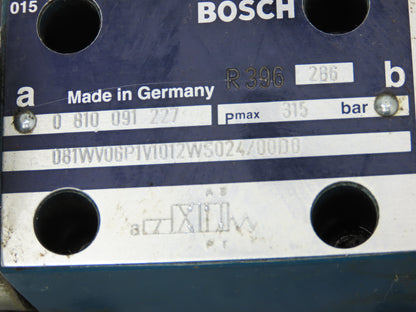 015 BOSCH
R 396 286
a Made in Germany b
0 810 091 227 pmax 315 bar
081WV06P1V1012WS024/00D0
A B
a W
P T